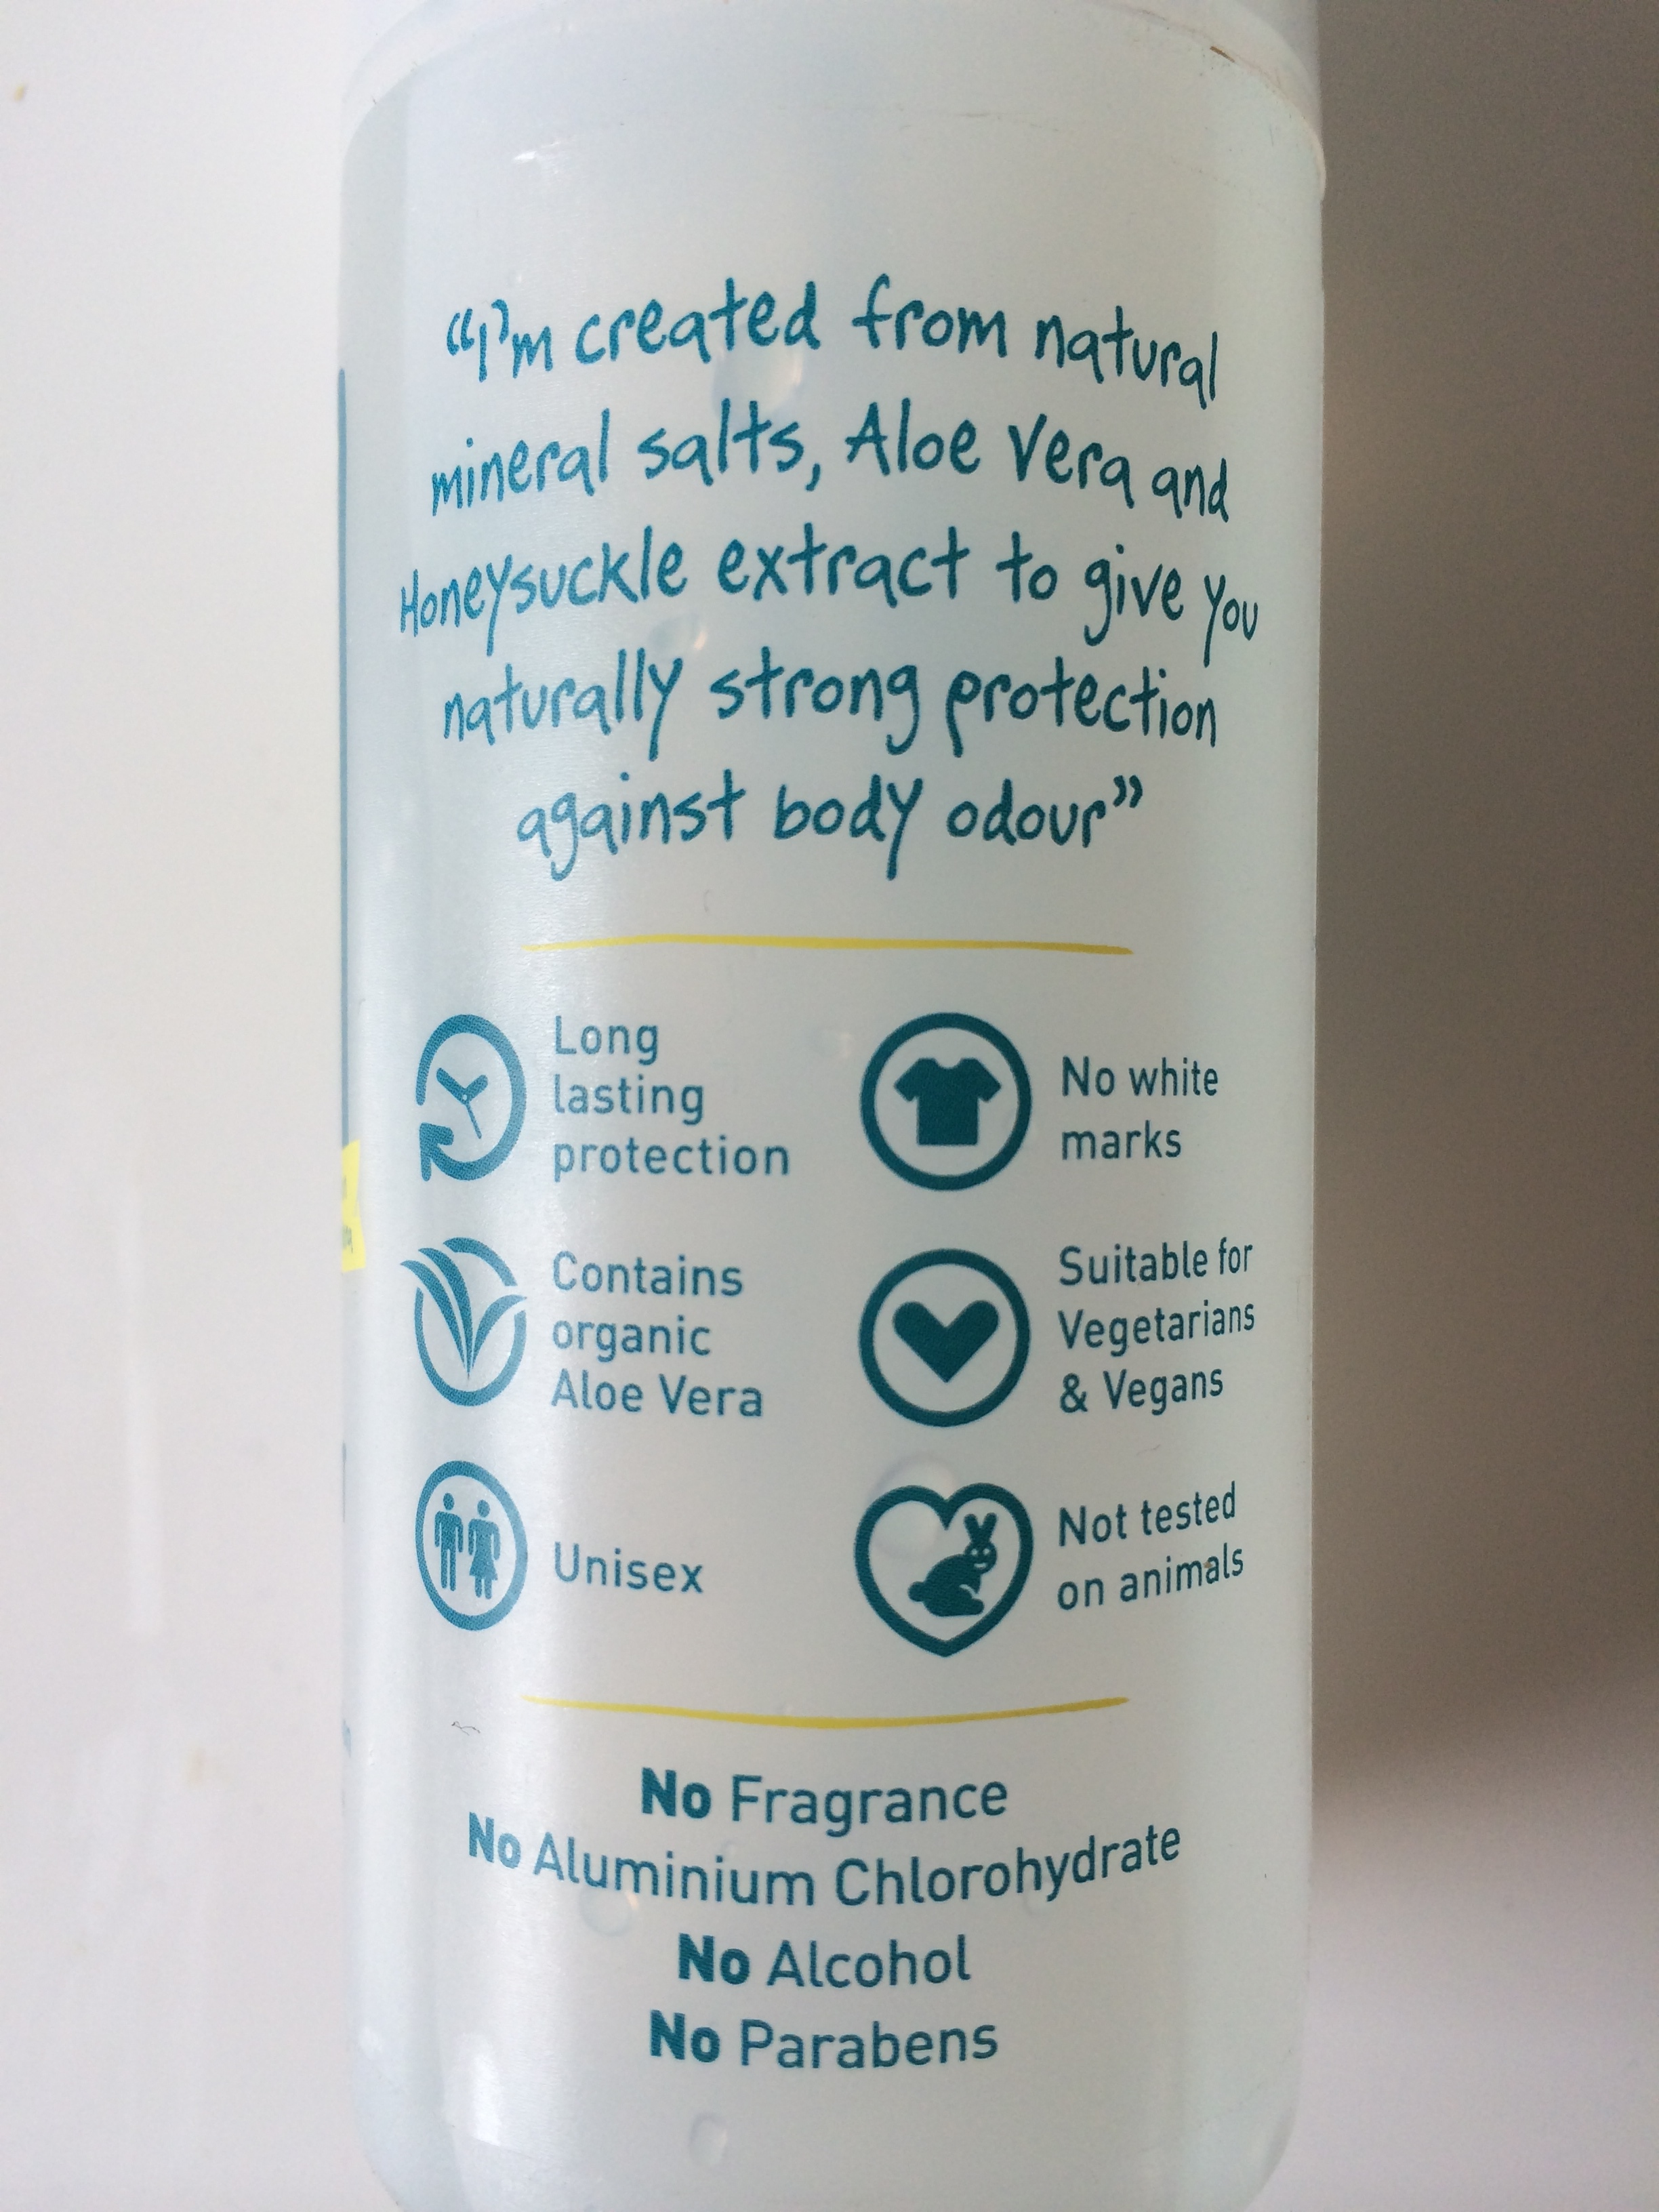 “I’m created from natural
mineral salts, Aloe Vera and
Honeysuckle extract to give you
naturally strong protection
against body odour”
Long
lasting
protection
No white
marks
Contains
organic
Aloe Vera
Suitable for
Vegetarians
& Vegans
Unisex
Not tested
on animals
No Fragrance
No Aluminium Chlorohydrate
No Alcohol
No Parabens